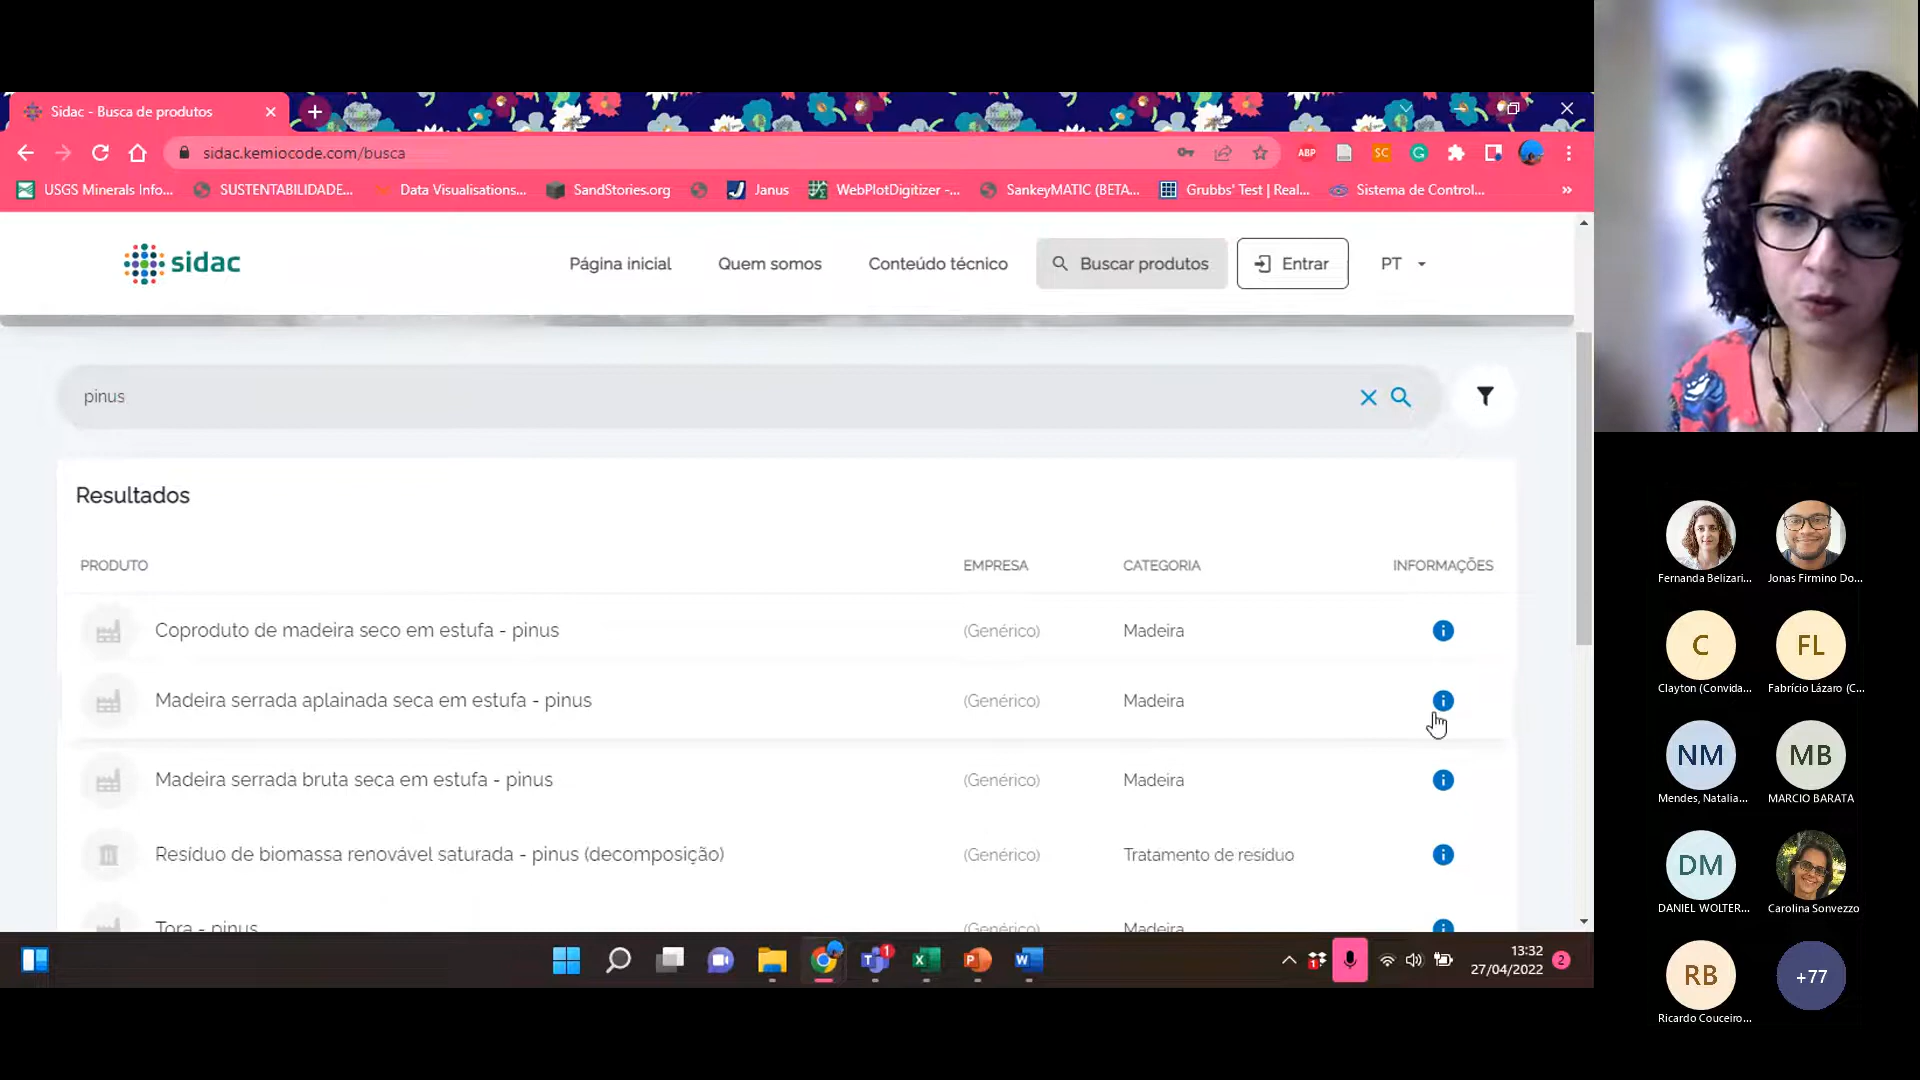 Sidac - Busca de produtos
sidac.kemiocode.com/busca
ABP
SC
USGS Minerals Info...
SUSTENTABILIDADE...
Data Visualisations...
SandStories.org
Janus
WebPlotDigitizer -...
SankeyMATIC (BETA...
Grubbs' Test | Real...
Sistema de Control...
sidac
Página inicial
Quem somos
Conteúdo técnico
Buscar produtos
Entrar
PT
pinus
Resultados
PRODUTO EMPRESA CATEGORIA INFORMAÇÕES
Coproduto de madeira seco em estufa - pinus (Genérico) Madeira
Madeira serrada aplainada seca em estufa - pinus (Genérico) Madeira
Madeira serrada bruta seca em estufa - pinus (Genérico) Madeira
Resíduo de biomassa renovável saturada - pinus (decomposição) (Genérico) Tratamento de resíduo
Tora - pinus (Genérico) Madeira
13:32
27/04/2022
2
Fernanda Belizari...
Jonas Firmino Do...
C
Clayton (Convida...
FL
Fabrício Lázaro (C...
NM
Mendes, Natalia...
MB
MARCIO BARATA
DM
DANIEL WOLTER...
Carolina Sonvezzo
RB
Ricardo Couceiro...
+77